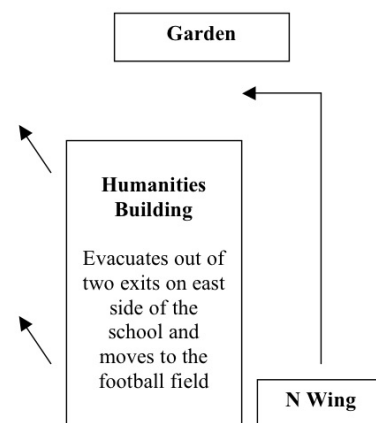 Garden
Humanities
Building
Evacuates out of
two exits on east
side of the
school and
moves to the
football field
N Wing